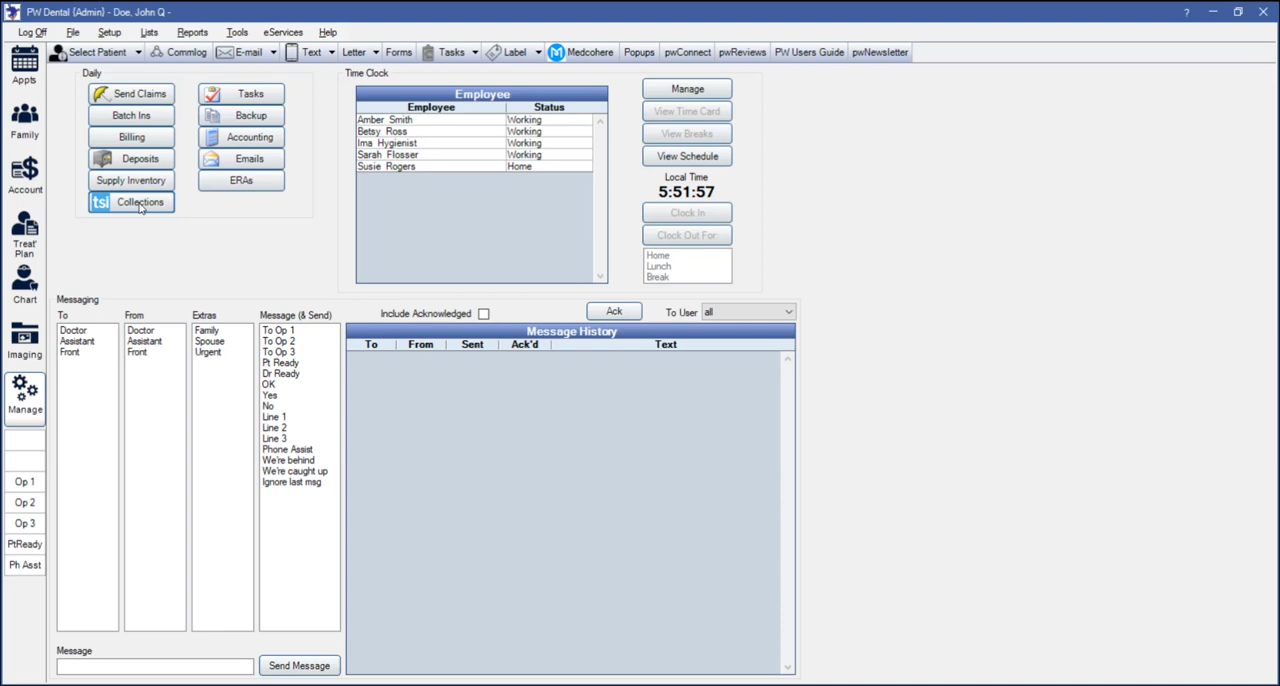 PW Dental {Admin} - Doe, John Q -
?
Log Off File Setup Lists Reports Tools eServices Help
Select Patient Commlog E-mail Text Letter Forms Tasks Label Medcohere Popups pwConnect pwReviews PW Users Guide pwNewsletter
Appts
Family
Account
Treat' Plan
Chart
Imaging
Manage
Op 1
Op 2
Op 3
PtReady
Ph Asst
Daily
Send Claims
Batch Ins
Billing
Deposits
Supply Inventory
tsi Collections
Tasks
Backup
Accounting
Emails
ERAs
Time Clock
Employee
Employee Status
Amber Smith Working
Betsy Ross Working
Ima Hygienist Working
Sarah Flosser Working
Susie Rogers Home
Manage
View Time Card
View Breaks
View Schedule
Local Time
5:51:57
Clock In
Clock Out For:
Home
Lunch
Break
Messaging
To
Doctor
Assistant
Front
From
Doctor
Assistant
Front
Extras
Family
Spouse
Urgent
Message (& Send)
To Op 1
To Op 2
To Op 3
Pt Ready
Dr Ready
OK
Yes
No
Line 1
Line 2
Line 3
Phone Assist
We're behind
We're caught up
Ignore last msg
Include Acknowledged
Ack
To User all
Message History
To From Sent Ack'd Text
Message
Send Message